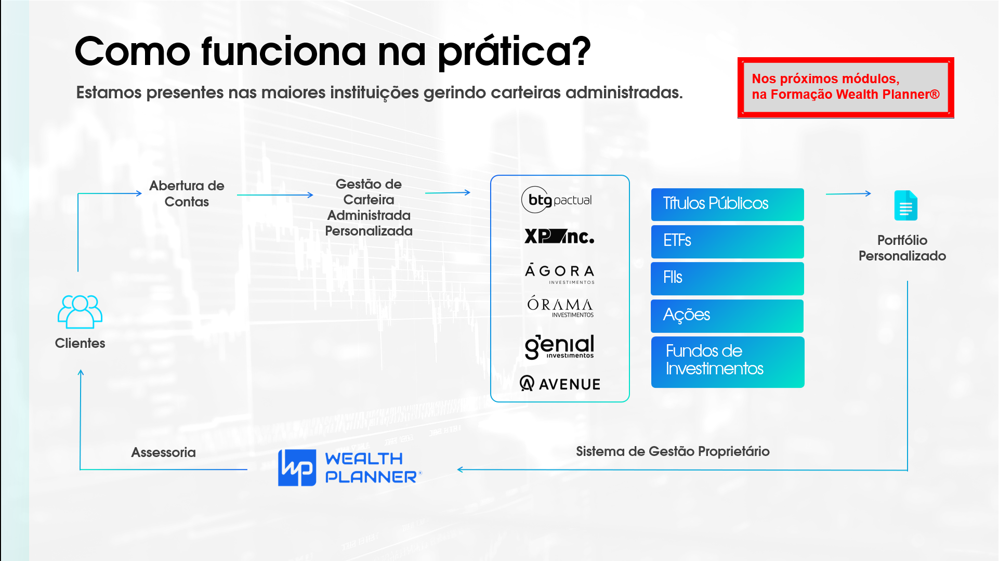 Como funciona na prática?
Estamos presentes nas maiores instituições gerindo carteiras administradas.
Nos próximos módulos,
na Formação Wealth Planner®
Abertura de
Contas
Gestão de
Carteira
Administrada
Personalizada
btg pactual
XP inc.
ÁGORA
INVESTIMENTOS
ÓRAMA
INVESTIMENTOS
genial
investimentos
AVENUE
Títulos Públicos
ETFs
FIIs
Ações
Fundos de
Investimentos
Portfólio
Personalizado
Clientes
Assessoria
wp
WEALTH
PLANNER®
Sistema de Gestão Proprietário